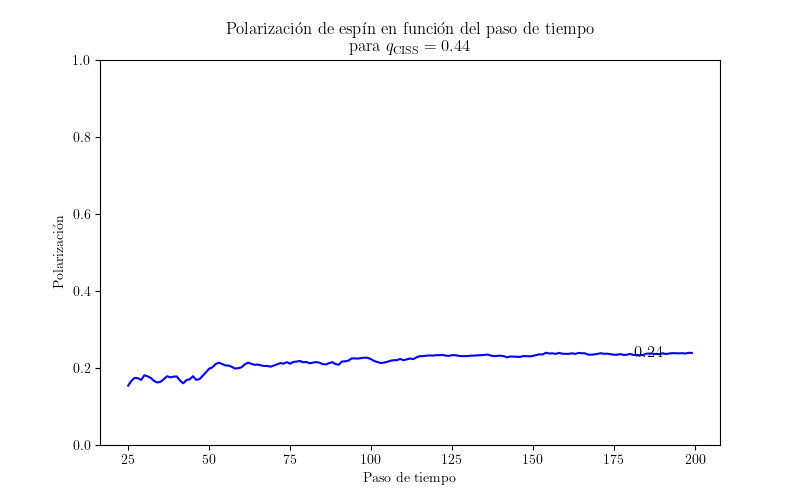 Polarización de espín en función del paso de tiempo
para q_CISS = 0.44
1.0
0.8
0.6
0.4
0.2
0.0
Polarización
0.24
25 50 75 100 125 150 175 200
Paso de tiempo